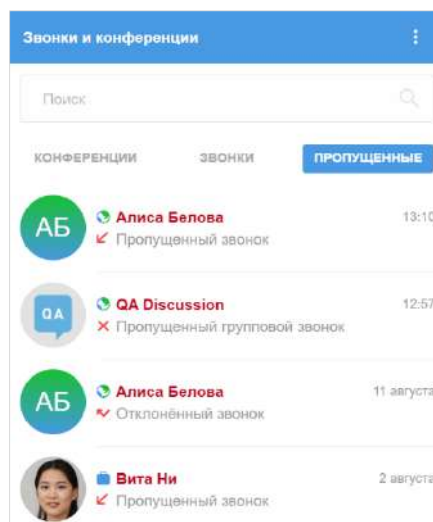 Звонки и конференции
Поиск
КОНФЕРЕНЦИИ ЗВОНКИ ПРОПУЩЕННЫЕ
АБ Алиса Белова 13:10
Пропущенный звонок
QA QA Discussion 12:57
Пропущенный групповой звонок
АБ Алиса Белова 11 августа
Отклонённый звонок
Вита Ни 2 августа
Пропущенный звонок